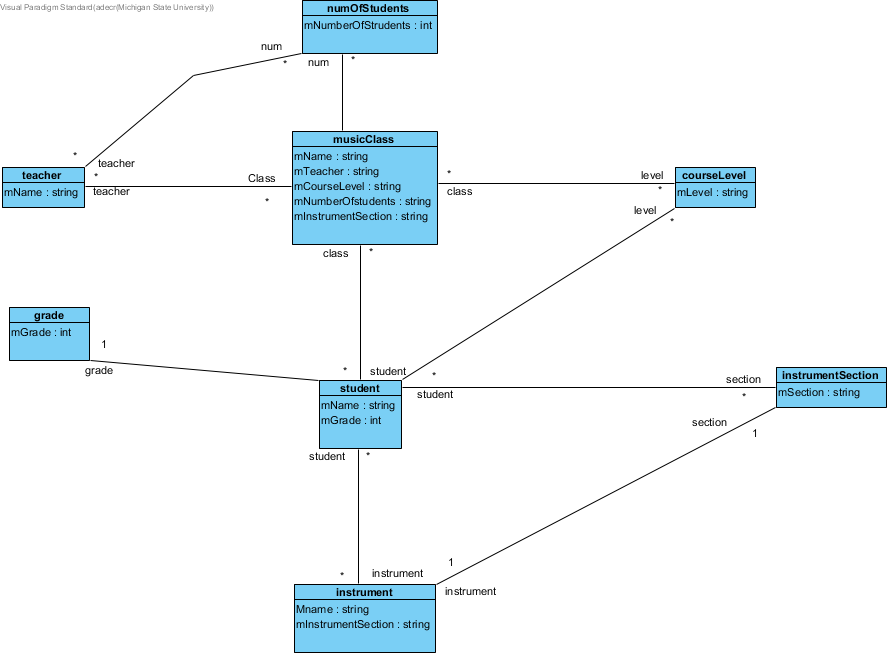 Visual Paradigm Standard(adecr(Michigan State University))
numOfStudents
mNumberOfStrudents : int
num
*
num
*
*
teacher
teacher
mName : string
*
teacher
Class
*
musicClass
mName : string
mTeacher : string
mCourseLevel : string
mNumberOfstudents : string
mInstrumentSection : string
*
class
level
*
courseLevel
mLevel : string
level
*
class
*
grade
mGrade : int
1
grade
*
student
*
student
student
mName : string
mGrade : int
section
*
instrumentSection
mSection : string
section
1
student
*
*
instrument
1
instrument
instrument
Mname : string
mInstrumentSection : string